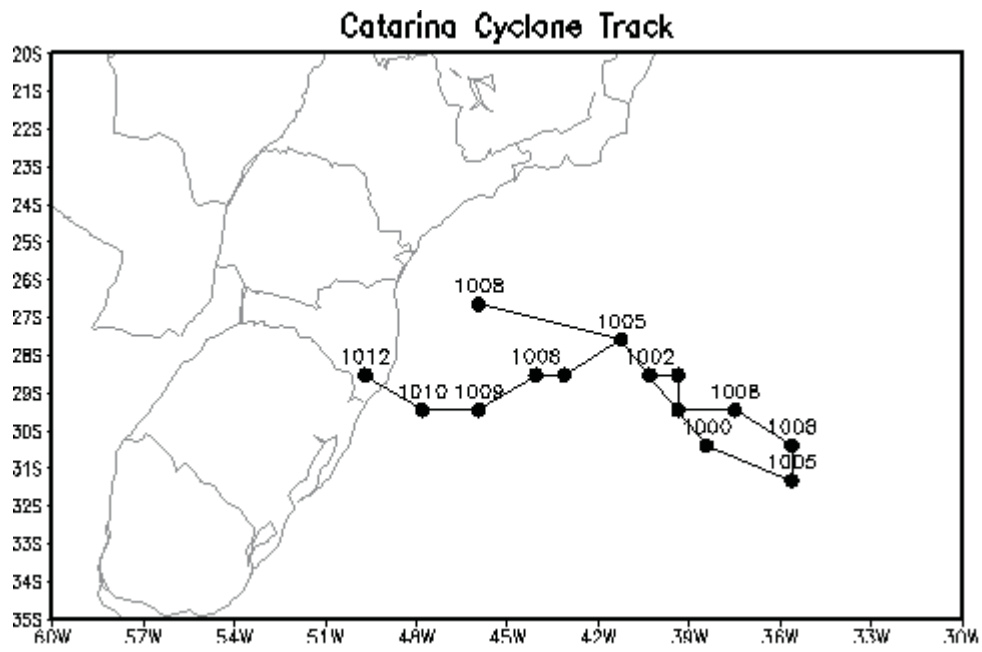 Catarina Cyclone Track
20S
21S
22S
23S
24S
25S
26S
27S
28S
29S
30S
31S
32S
33S
34S
35S
1008
1005
1012
1008
1002
1010
1009
1008
1000
1008
1005
60W 57W 54W 51W 48W 45W 42W 39W 36W 33W 30W